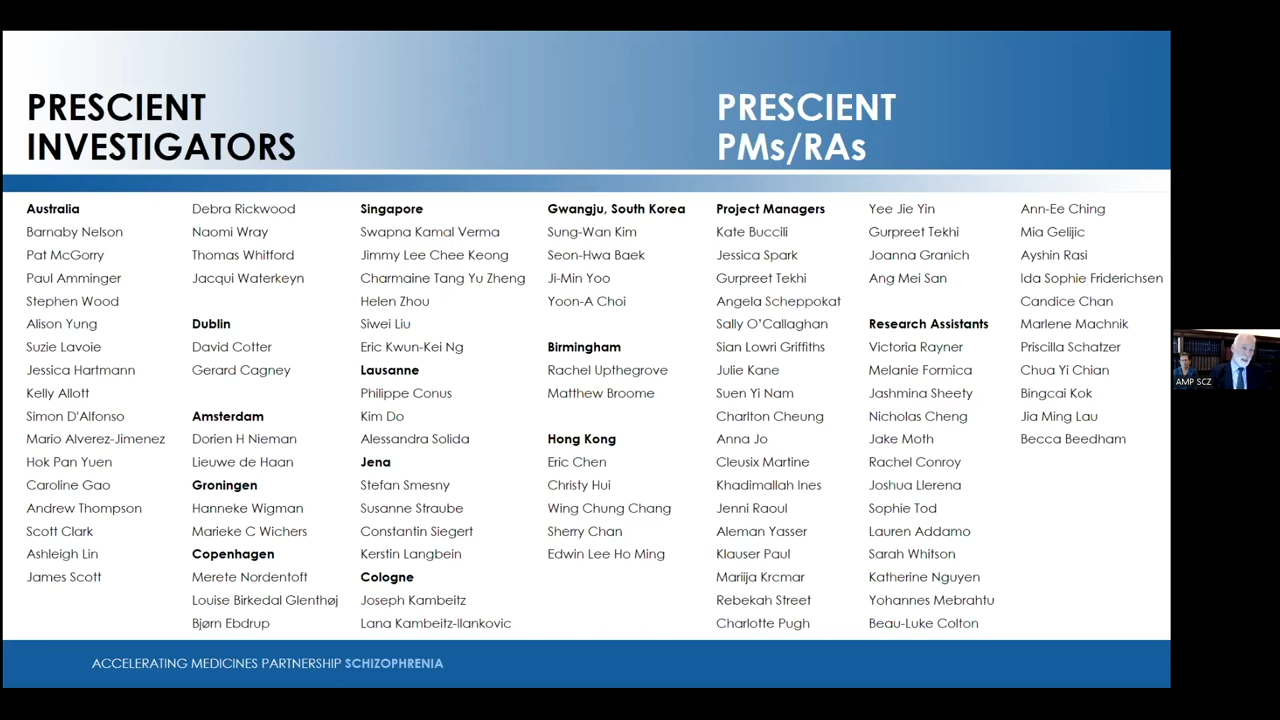 PRESCIENT
INVESTIGATORS
PRESCIENT
PMs/RAs
Australia
Barnaby Nelson
Pat McGorry
Paul Amminger
Stephen Wood
Alison Yung
Suzie Lavoie
Jessica Hartmann
Kelly Allott
Simon D'Alfonso
Mario Alverez-Jimenez
Hok Pan Yuen
Caroline Gao
Andrew Thompson
Scott Clark
Ashleigh Lin
James Scott
Debra Rickwood
Naomi Wray
Thomas Whitford
Jacqui Waterkeyn
Dublin
David Cotter
Gerard Cagney
Amsterdam
Dorien H Nieman
Lieuwe de Haan
Groningen
Hanneke Wigman
Marieke C Wichers
Copenhagen
Merete Nordentoft
Louise Birkedal Glenthøj
Bjørn Ebdrup
Singapore
Swapna Kamal Verma
Jimmy Lee Chee Keong
Charmaine Tang Yu Zheng
Helen Zhou
Siwei Liu
Eric Kwun-Kei Ng
Lausanne
Philippe Conus
Kim Do
Alessandra Solida
Jena
Stefan Smesny
Susanne Straube
Constantin Siegert
Kerstin Langbein
Cologne
Joseph Kambeitz
Lana Kambeitz-Ilankovic
Gwangju, South Korea
Sung-Wan Kim
Seon-Hwa Baek
Ji-Min Yoo
Yoon-A Choi
Birmingham
Rachel Upthegrove
Matthew Broome
Hong Kong
Eric Chen
Christy Hui
Wing Chung Chang
Sherry Chan
Edwin Lee Ho Ming
Project Managers
Kate Buccili
Jessica Spark
Gurpreet Tekhi
Angela Scheppokat
Sally O'Callaghan
Sian Lowri Griffiths
Julie Kane
Suen Yi Nam
Charlton Cheung
Anna Jo
Cleusix Martine
Khadimallah Ines
Jenni Raoul
Aleman Yasser
Klauser Paul
Mariija Krcmar
Rebekah Street
Charlotte Pugh
Yee Jie Yin
Gurpreet Tekhi
Joanna Granich
Ang Mei San
Research Assistants
Victoria Rayner
Melanie Formica
Jashmina Sheety
Nicholas Cheng
Jake Moth
Rachel Conroy
Joshua Llerena
Sophie Tod
Lauren Addamo
Sarah Whitson
Katherine Nguyen
Yohannes Mebrahtu
Beau-Luke Colton
Ann-Ee Ching
Mia Gelijic
Ayshin Rasi
Ida Sophie Friderichsen
Candice Chan
Marlene Machnik
Priscilla Schatzer
Chua Yi Chian
Bingcai Kok
Jia Ming Lau
Becca Beedham
AMP SCZ
ACCELERATING MEDICINES PARTNERSHIP SCHIZOPHRENIA